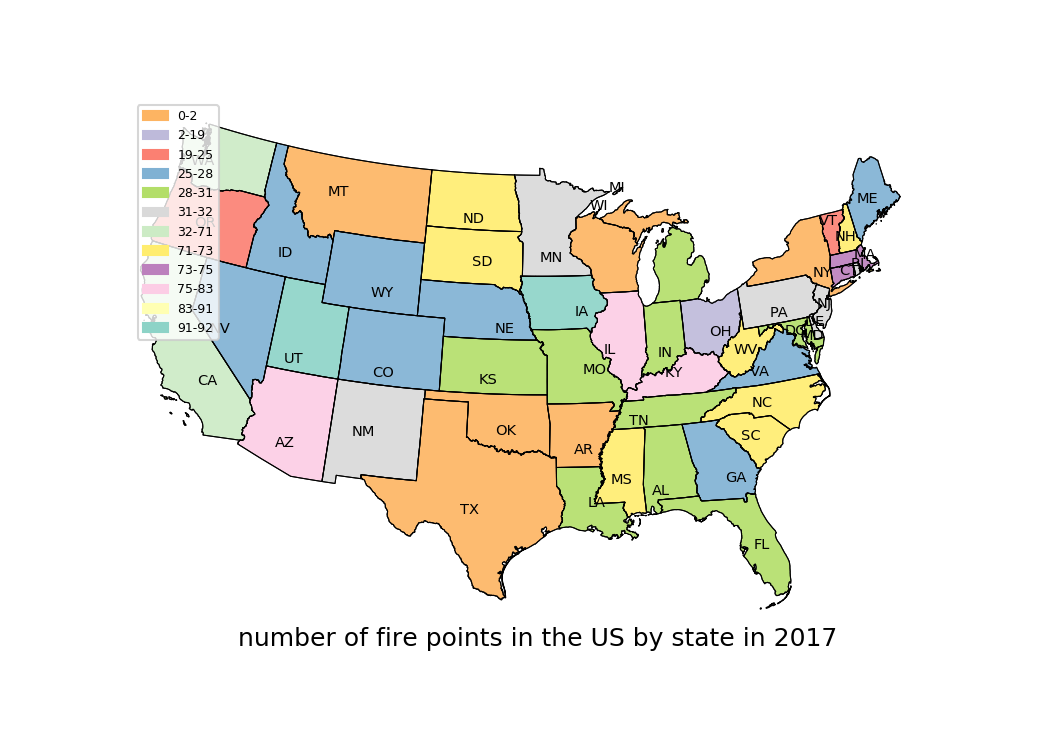 0-2
2-19
19-25
25-28
28-31
31-32
32-71
71-73
73-75
75-83
83-91
91-92
WA
MT
ND
MN
WI
MI
ME
VT
NH
OR
ID
SD
WY
NY
MA
CT
NE
IA
PA
NJ
DE
DC
MD
OH
UT
CO
KS
MO
IL
IN
KY
WV
VA
CA
AZ
NM
OK
AR
TN
NC
SC
TX
LA
MS
AL
GA
FL
number of fire points in the US by state in 2017